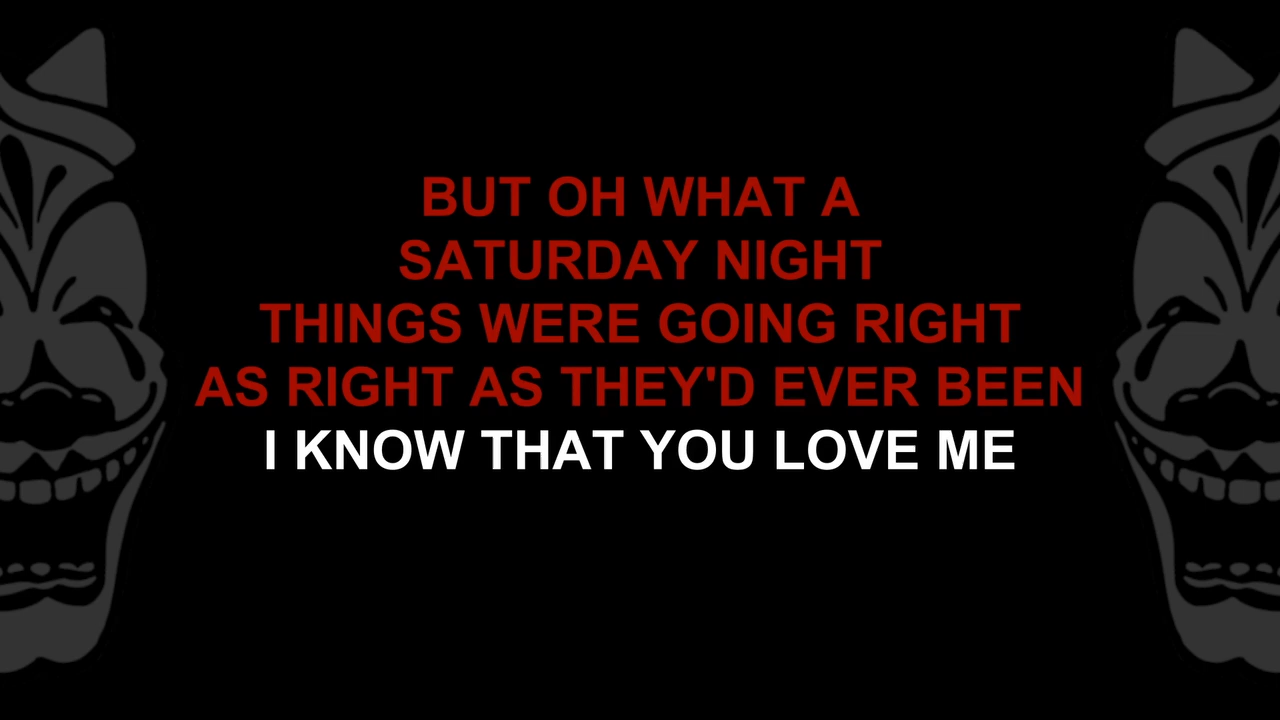 BUT OH WHAT A
SATURDAY NIGHT
THINGS WERE GOING RIGHT
AS RIGHT AS THEY'D EVER BEEN
I KNOW THAT YOU LOVE ME